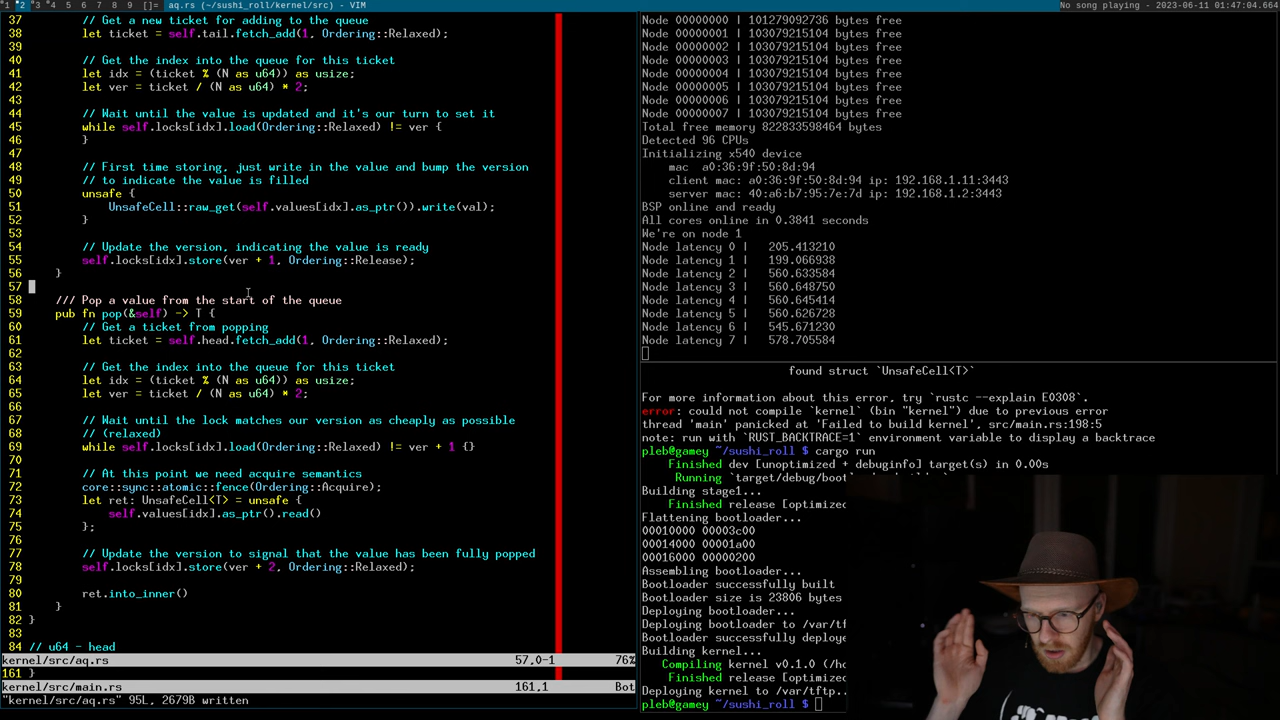 1 2 3 4 5 6 7 8 9 []= aq.rs (~/sushi_roll/kernel/src) - VIM
No song playing - 2023-06-11 01:47:04.664
37 // Get a new ticket for adding to the queue
38 let ticket = self.tail.fetch_add(1, Ordering::Relaxed);
39
40 // Get the index into the queue for this ticket
41 let idx = (ticket % (N as u64)) as usize;
42 let ver = ticket / (N as u64) * 2;
43
44 // Wait until the value is updated and it's our turn to set it
45 while self.locks[idx].load(Ordering::Relaxed) != ver {
46 }
47
48 // First time storing, just write in the value and bump the version
49 // to indicate the value is filled
50 unsafe {
51 UnsafeCell::raw_get(self.values[idx].as_ptr()).write(val);
52 }
53
54 // Update the version, indicating the value is ready
55 self.locks[idx].store(ver + 1, Ordering::Release);
56 }
57
58 /// Pop a value from the start of the queue
59 pub fn pop(&self) -> T {
60 // Get a ticket from popping
61 let ticket = self.head.fetch_add(1, Ordering::Relaxed);
62
63 // Get the index into the queue for this ticket
64 let idx = (ticket % (N as u64)) as usize;
65 let ver = ticket / (N as u64) * 2;
66
67 // Wait until the lock matches our version as cheaply as possible
68 // (relaxed)
69 while self.locks[idx].load(Ordering::Relaxed) != ver + 1 {}
70
71 // At this point we need acquire semantics
72 core::sync::atomic::fence(Ordering::Acquire);
73 let ret: UnsafeCell<T> = unsafe {
74 self.values[idx].as_ptr().read()
75 };
76
77 // Update the version to signal that the value has been fully popped
78 self.locks[idx].store(ver + 2, Ordering::Release);
79
80 ret.into_inner()
81 }
82 }
83
84 // u64 - head
kernel/src/aq.rs 57,0-1 76%
161 }
kernel/src/main.rs 161,1 Bot
"kernel/src/aq.rs" 95L, 2679B written
Node 00000000 | 101279092736 bytes free
Node 00000001 | 103079215104 bytes free
Node 00000002 | 103079215104 bytes free
Node 00000003 | 103079215104 bytes free
Node 00000004 | 103079215104 bytes free
Node 00000005 | 103079215104 bytes free
Node 00000006 | 103079215104 bytes free
Node 00000007 | 103079215104 bytes free
Total free memory 822833598464 bytes
Detected 96 CPUs
Initializing x540 device
mac a0:36:9f:50:8d:94
client mac: a0:36:9f:50:8d:94 ip: 192.168.1.11:3443
server mac: 40:a6:b7:95:7e:7d ip: 192.168.1.2:3443
BSP online and ready
All cores online in 0.3841 seconds
We're on node 1
Node latency 0 | 205.413210
Node latency 1 | 199.066938
Node latency 2 | 560.633584
Node latency 3 | 560.648750
Node latency 4 | 560.645414
Node latency 5 | 560.626728
Node latency 6 | 545.671230
Node latency 7 | 578.705584
found struct `UnsafeCell<T>`
For more information about this error, try `rustc --explain E0308`.
error: could not compile `kernel` (bin "kernel") due to previous error
thread 'main' panicked at 'Failed to build kernel', src/main.rs:198:5
note: run with `RUST_BACKTRACE=1` environment variable to display a backtrace
pleb@gamey ~/sushi_roll $ cargo run
Finished dev [unoptimized + debuginfo] target(s) in 0.00s
Running `target/debug/boot
Building stage1...
Finished release [optimized
Flattening bootloader...
00010000 00003c00
00014000 00001a00
00016000 00000200
Assembling bootloader...
Bootloader successfully built
Bootloader size is 23806 bytes
Deploying bootloader...
Deploying bootloader to /var/tf
Bootloader successfully deploye
Building kernel...
Compiling kernel v0.1.0 (/ho
Finished release [optimized
Deploying kernel to /var/tftp..
pleb@gamey ~/sushi_roll $